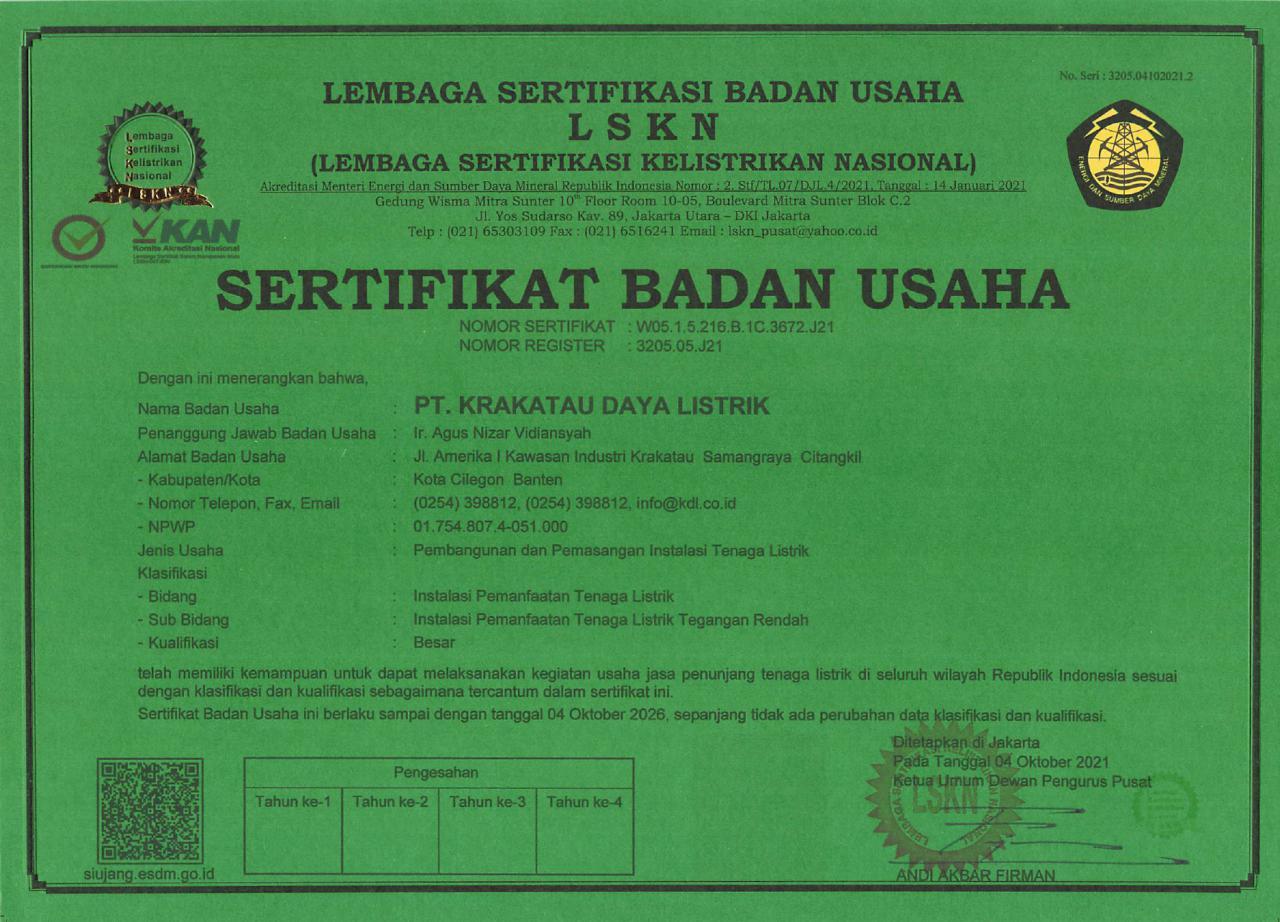 No. Seri : 3205.04102021.2
LEMBAGA SERTIFIKASI BADAN USAHA
L S K N
(LEMBAGA SERTIFIKASI KELISTRIKAN NASIONAL)
Akreditasi Menteri Energi dan Sumber Daya Mineral Republik Indonesia Nomor : 2. Stf/TL.07/DJL.4/2021. Tanggal : 14 Januari 2021
Gedung Wisma Mitra Sunter 10th Floor Room 10-05, Boulevard Mitra Sunter Blok C.2
Jl. Yos Sudarso Kav. 89, Jakarta Utara – DKI Jakarta
Telp : (021) 65303109 Fax : (021) 6516241 Email : lskn_pusat@yahoo.co.id
Lembaga
Sertifikasi
Kelistrikan
Nasional
LSKN
KAN
Komite Akreditasi Nasional
ENERGI DAN SUMBER DAYA MINERAL
SERTIFIKAT BADAN USAHA
NOMOR SERTIFIKAT : W05.1.5.216.B.1C.3672.J21
NOMOR REGISTER : 3205.05.J21
Dengan ini menerangkan bahwa,
Nama Badan Usaha : PT. KRAKATAU DAYA LISTRIK
Penanggung Jawab Badan Usaha : Ir. Agus Nizar Vidiansyah
Alamat Badan Usaha : Jl. Amerika I Kawasan Industri Krakatau Samangraya Citangkil
- Kabupaten/Kota : Kota Cilegon Banten
- Nomor Telepon, Fax, Email : (0254) 398812, (0254) 398812, info@kdl.co.id
- NPWP : 01.754.807.4-051.000
Jenis Usaha : Pembangunan dan Pemasangan Instalasi Tenaga Listrik
Klasifikasi
- Bidang : Instalasi Pemanfaatan Tenaga Listrik
- Sub Bidang : Instalasi Pemanfaatan Tenaga Listrik Tegangan Rendah
- Kualifikasi : Besar
telah memiliki kemampuan untuk dapat melaksanakan kegiatan usaha jasa penunjang tenaga listrik di seluruh wilayah Republik Indonesia sesuai
dengan klasifikasi dan kualifikasi sebagaimana tercantum dalam sertifikat ini.
Sertifikat Badan Usaha ini berlaku sampai dengan tanggal 04 Oktober 2026, sepanjang tidak ada perubahan data klasifikasi dan kualifikasi.
Ditetapkan di Jakarta
Pada Tanggal 04 Oktober 2021
Ketua Umum Dewan Pengurus Pusat
LSKN
ANDI AKBAR FIRMAN
Pengesahan
Tahun ke-1 Tahun ke-2 Tahun ke-3 Tahun ke-4
siujang.esdm.go.id